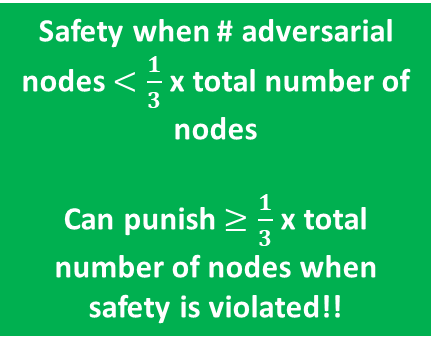 Safety when # adversarial
nodes < 1/3 x total number of
nodes
Can punish ≥ 1/3 x total
number of nodes when
safety is violated!!